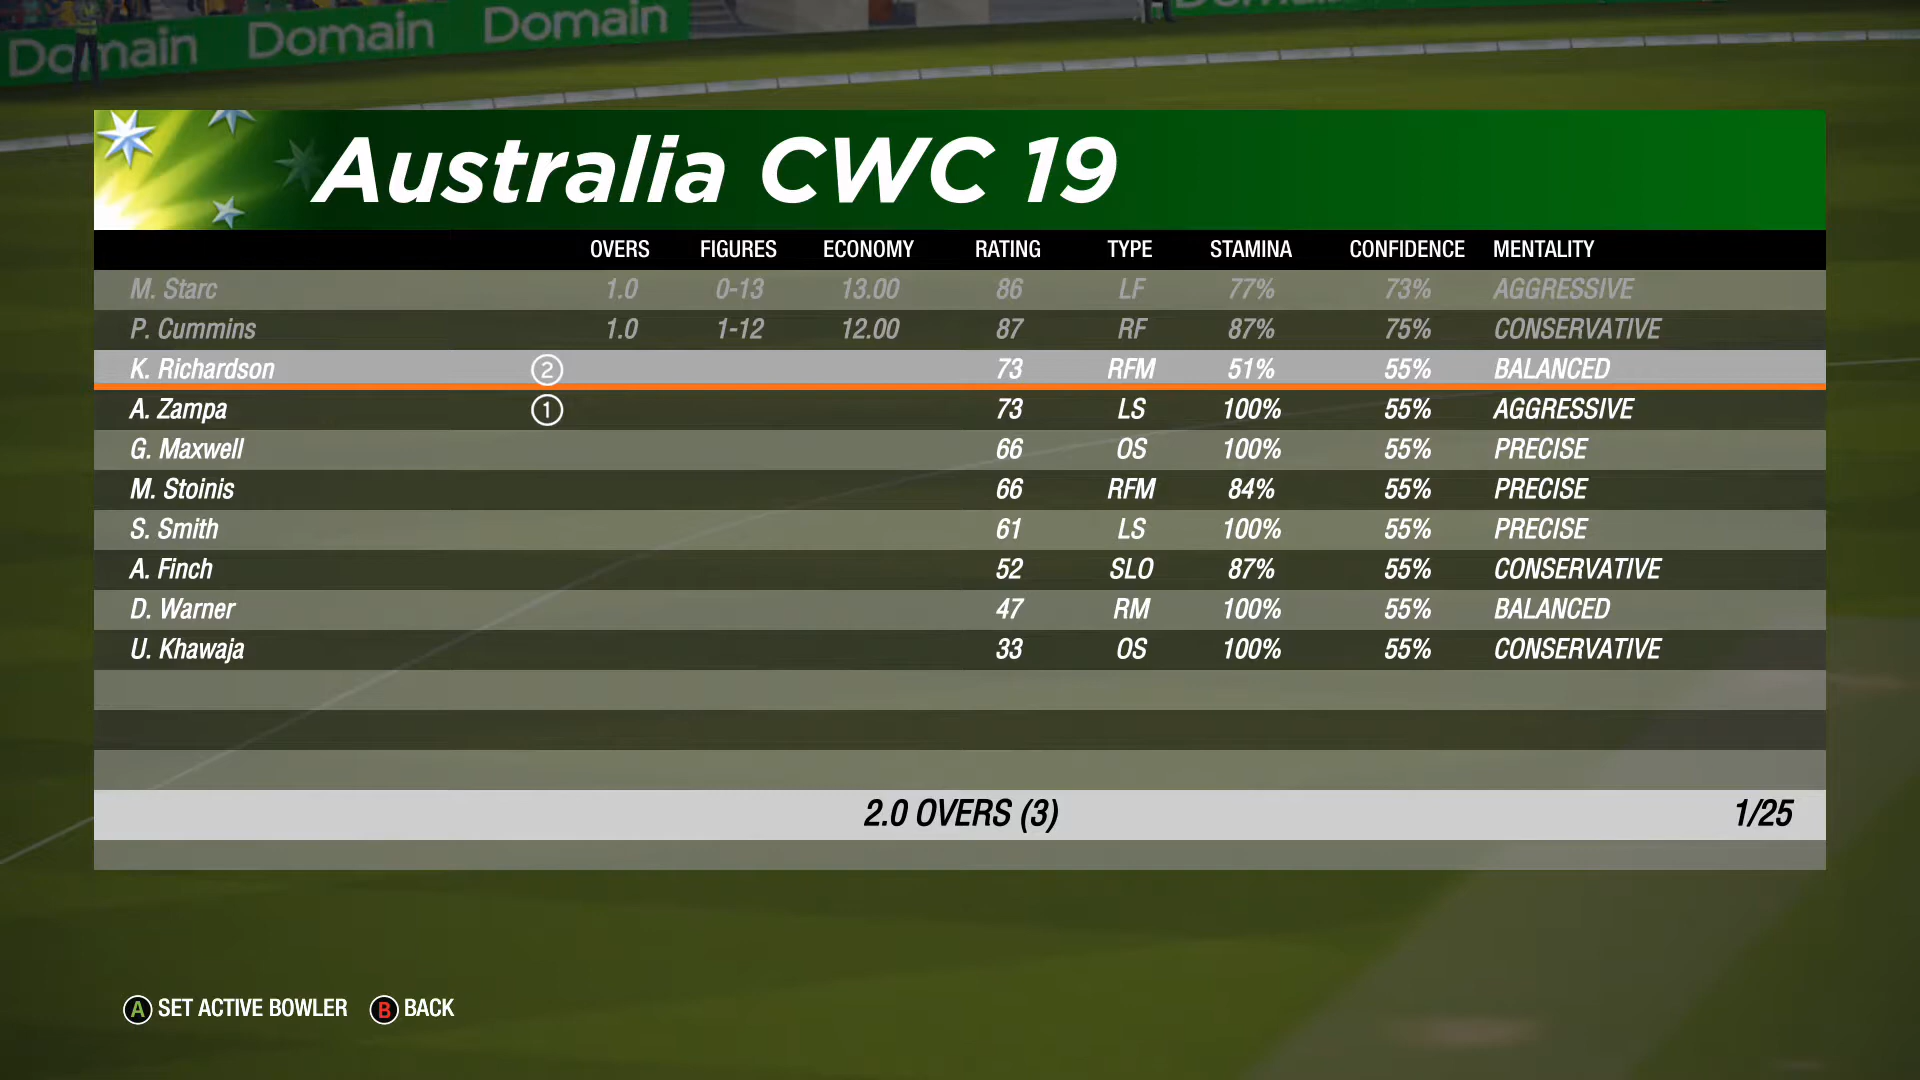 Domain Domain Domain
Australia CWC 19
OVERS FIGURES ECONOMY RATING TYPE STAMINA CONFIDENCE MENTALITY
M. Starc 1.0 0-13 13.00 86 LF 77% 73% AGGRESSIVE
P. Cummins 1.0 1-12 12.00 87 RF 87% 75% CONSERVATIVE
K. Richardson 2 73 RFM 51% 55% BALANCED
A. Zampa 1 73 LS 100% 55% AGGRESSIVE
G. Maxwell 66 OS 100% 55% PRECISE
M. Stoinis 66 RFM 84% 55% PRECISE
S. Smith 61 LS 100% 55% PRECISE
A. Finch 52 SLO 87% 55% CONSERVATIVE
D. Warner 47 RM 100% 55% BALANCED
U. Khawaja 33 OS 100% 55% CONSERVATIVE
2.0 OVERS (3) 1/25
A SET ACTIVE BOWLER B BACK